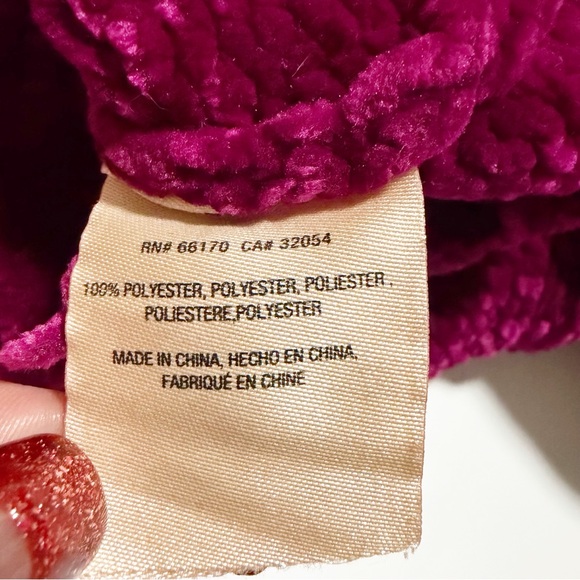 RN# 66170 CA# 32054
100% POLYESTER, POLYESTER, POLIESTER,
POLIESTERE,POLYESTER
MADE IN CHINA, HECHO EN CHINA,
FABRIQUÉ EN CHINE